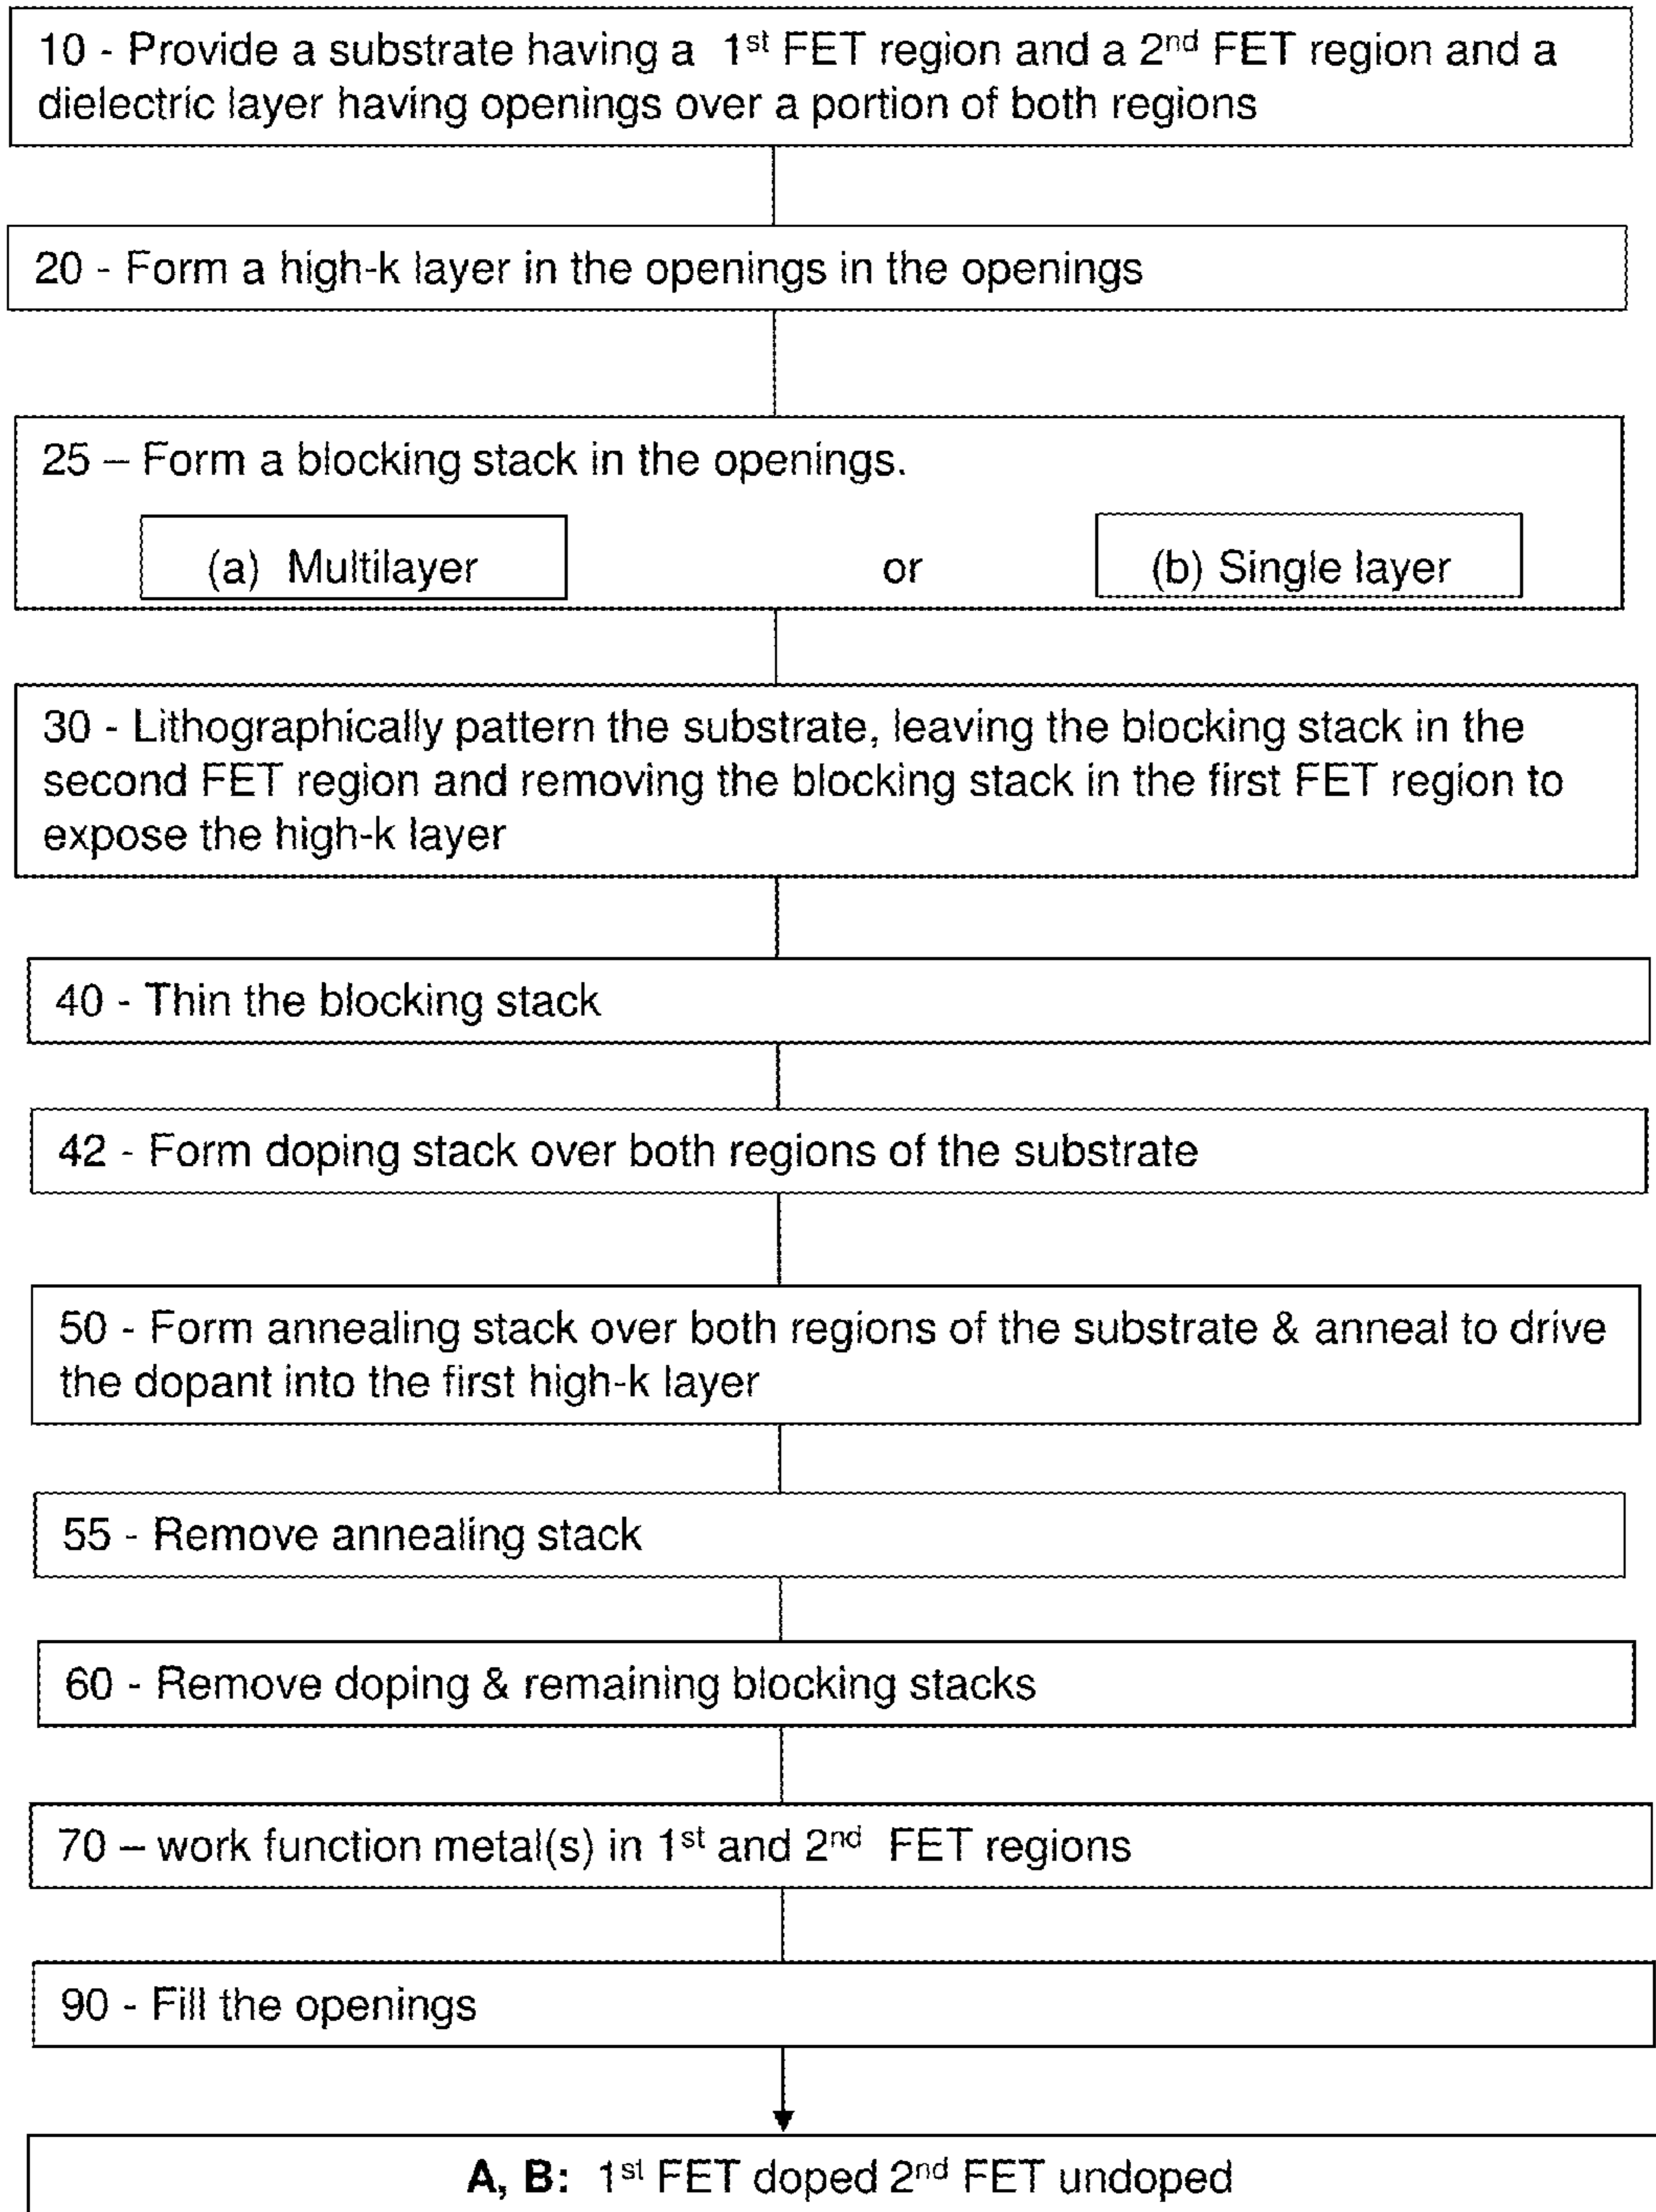 10 - Provide a substrate having a 1st FET region and a 2nd FET region and a
dielectric layer having openings over a portion of both regions
20 - Form a high-k layer in the openings in the openings
25 – Form a blocking stack in the openings.
(a) Multilayer or (b) Single layer
30 - Lithographically pattern the substrate, leaving the blocking stack in the
second FET region and removing the blocking stack in the first FET region to
expose the high-k layer
40 - Thin the blocking stack
42 - Form doping stack over both regions of the substrate
50 - Form annealing stack over both regions of the substrate & anneal to drive
the dopant into the first high-k layer
55 - Remove annealing stack
60 - Remove doping & remaining blocking stacks
70 – work function metal(s) in 1st and 2nd FET regions
90 - Fill the openings
A, B: 1st FET doped 2nd FET undoped